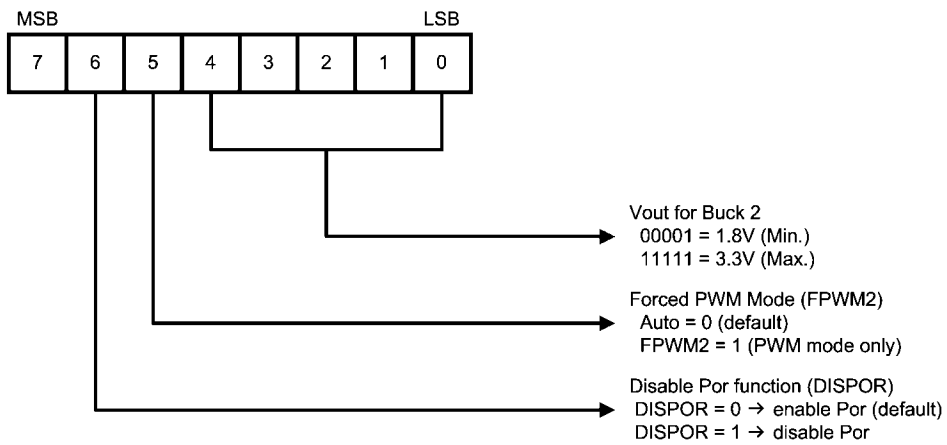 MSB LSB
7 6 5 4 3 2 1 0
Vout for Buck 2
00001 = 1.8V (Min.)
11111 = 3.3V (Max.)
Forced PWM Mode (FPWM2)
Auto = 0 (default)
FPWM2 = 1 (PWM mode only)
Disable Por function (DISPOR)
DISPOR = 0 → enable Por (default)
DISPOR = 1 → disable Por